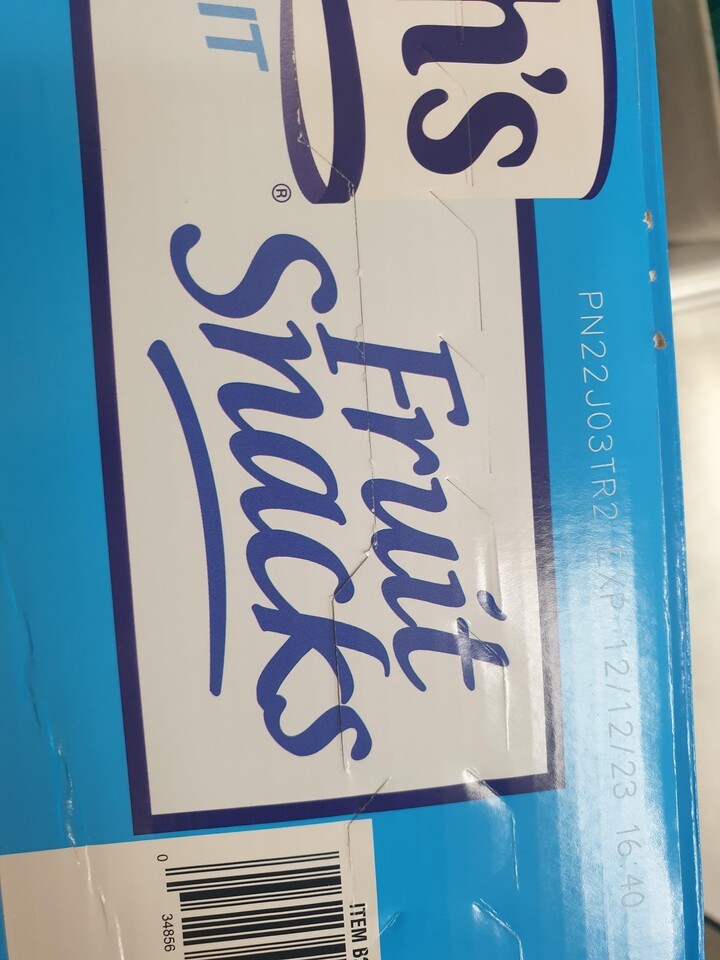 h's
IT
®
Fruit
Snacks
PN22J03TR2 EXP 12/12/23 16:40
ITEM
0
34856